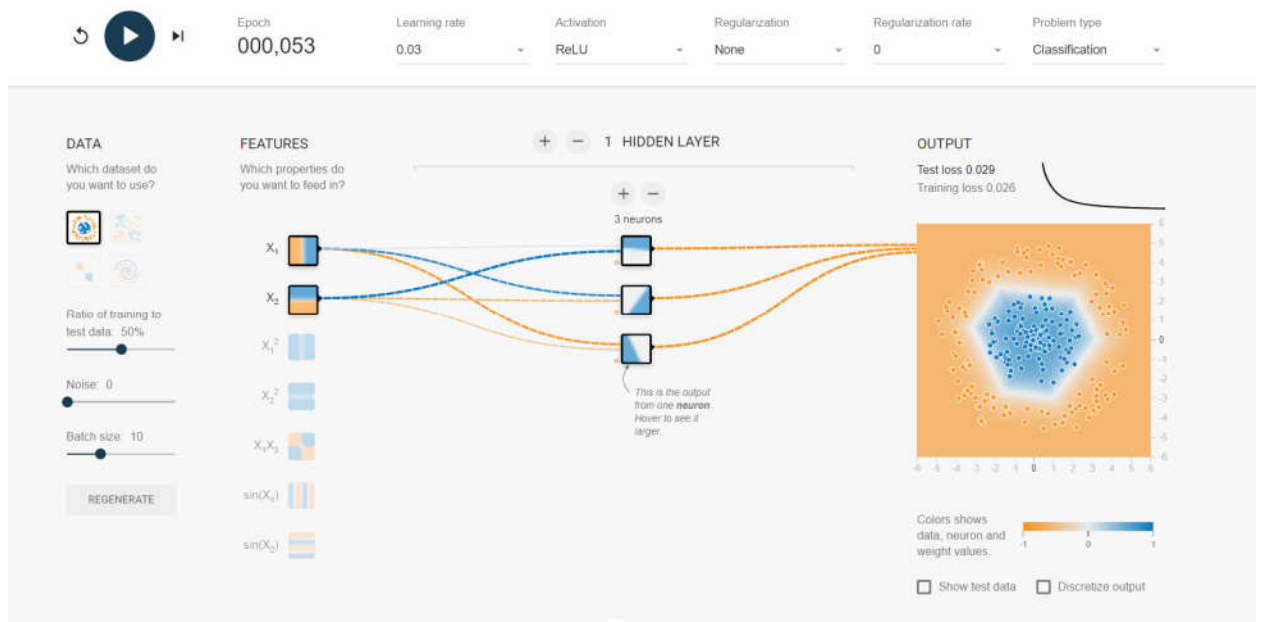 Epoch
000,053
Learning rate
0.03
Activation
ReLU
Regularization
None
Regularization rate
0
Problem type
Classification
DATA
Which dataset do
you want to use?
Ratio of training to
test data: 50%
Noise: 0
Batch size: 10
REGENERATE
FEATURES
Which properties do
you want to feed in?
X₁
X₂
X₁²
X₂²
X₁X₂
sin(X₁)
sin(X₂)
+ − 1 HIDDEN LAYER
+ −
3 neurons
This is the output
from one neuron
Hover to see it
larger.
OUTPUT
Test loss 0.029
Training loss 0.026
6
5
4
3
2
1
0
-1
-2
-3
-4
-5
-6
-6 -5 -4 -3 -2 -1 0 1 2 3 4 5 6
Colors shows
data, neuron and
weight values.
-1 0 1
Show test data
Discretize output